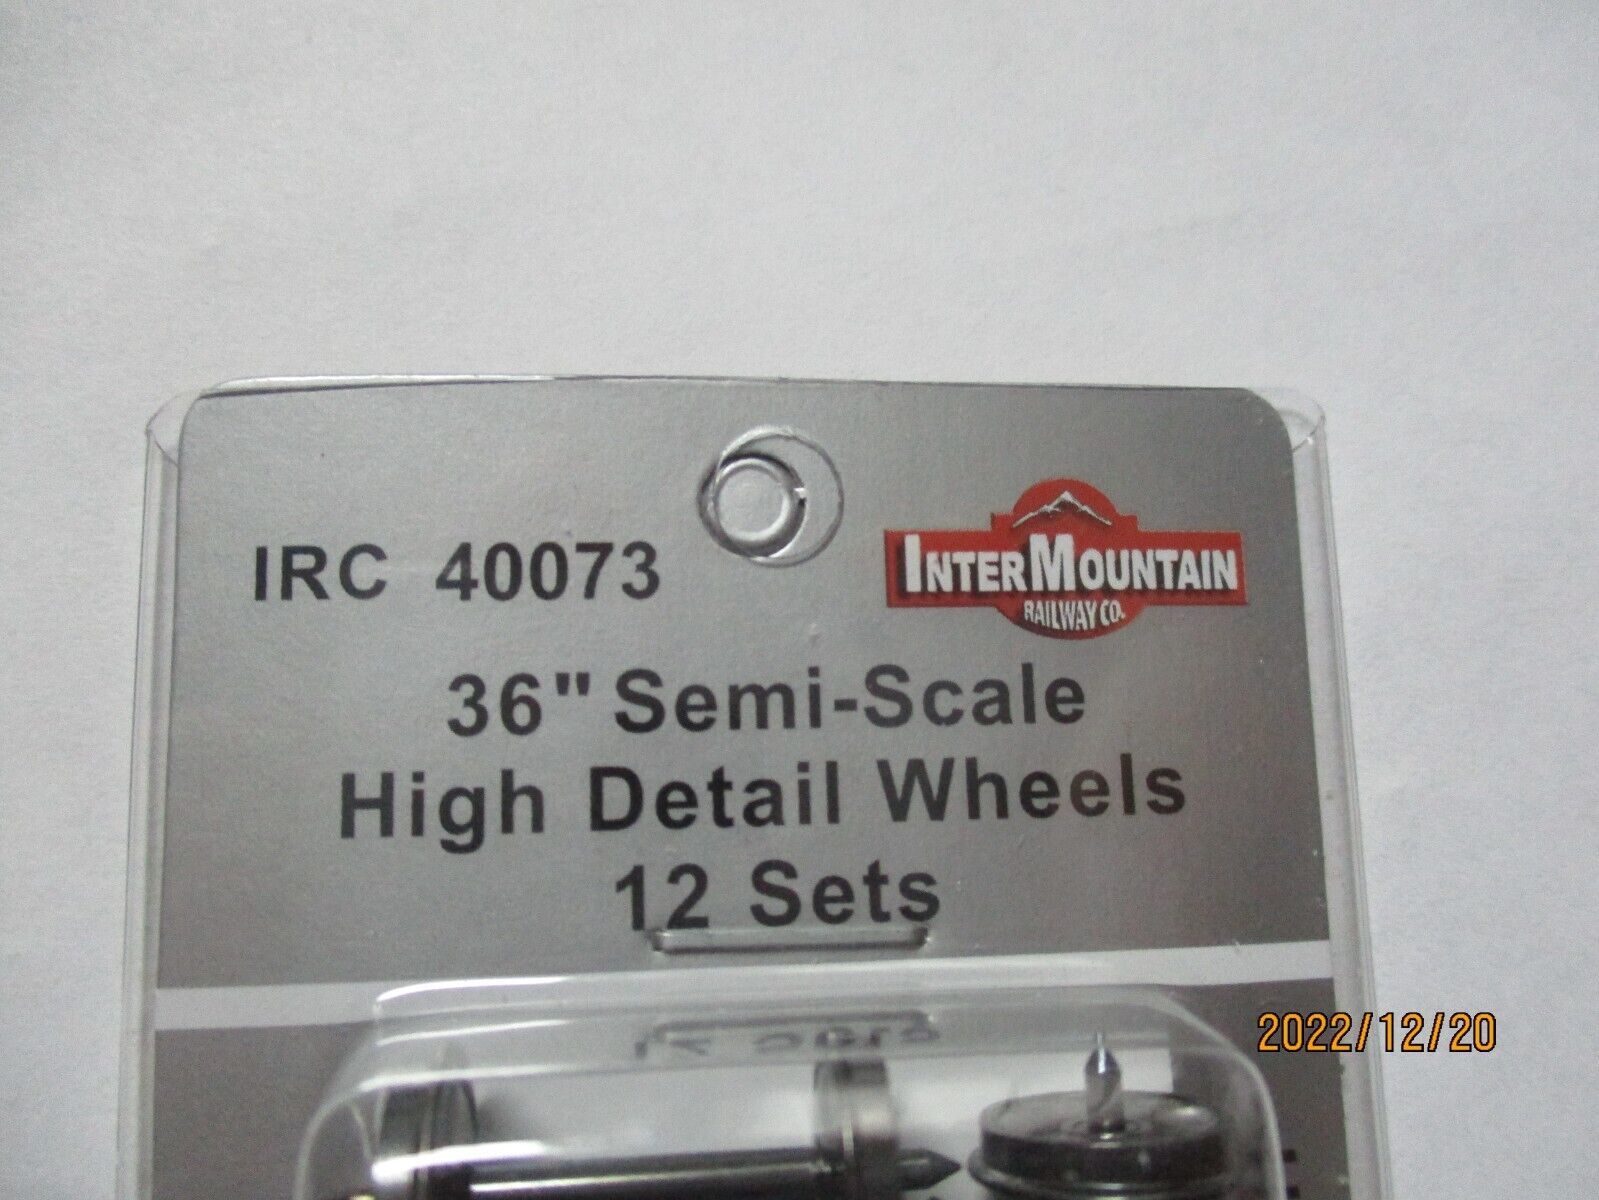 IRC 40073
INTERMOUNTAIN
RAILWAY CO.
36" Semi-Scale
High Detail Wheels
12 Sets
2022/12/20